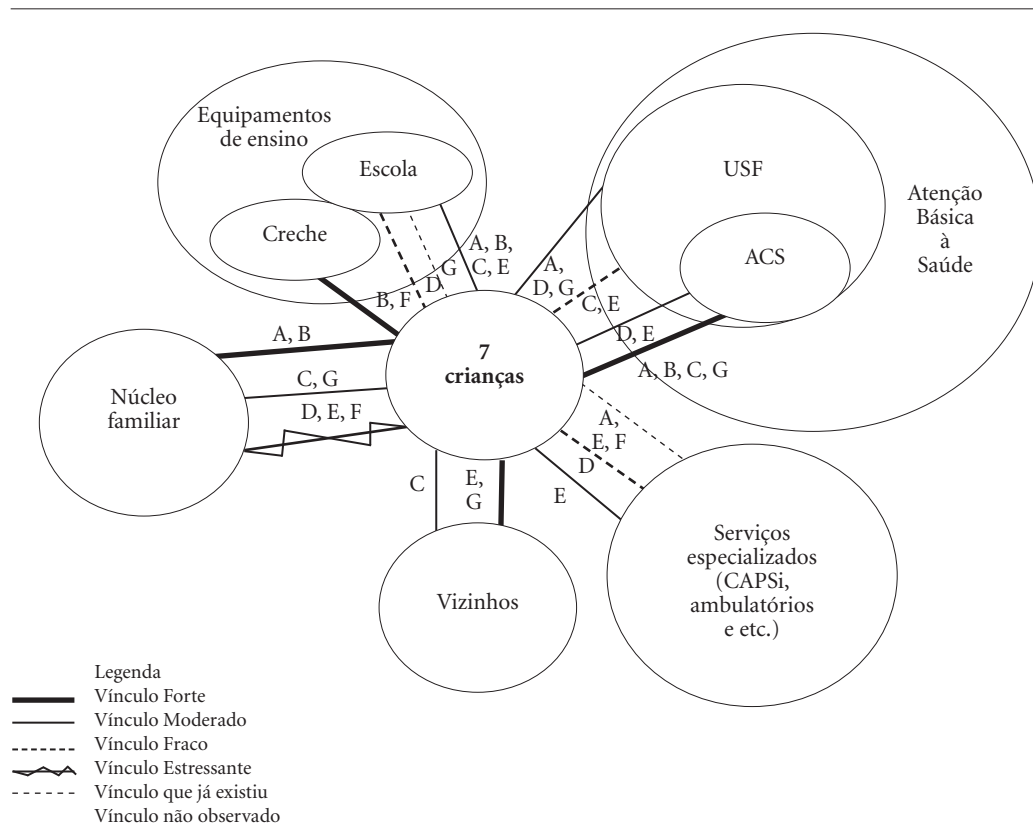 Equipamentos
de ensino
Escola
Creche
USF
ACS
Atenção
Básica
à
Saúde
A, B,
C, E
G
D
B, F
A,
D, G
C, E
D, E
A, B, C, G
7
crianças
Núcleo
familiar
A, B
C, G
D, E, F
A,
E, F
D
E
C
E,
G
Vizinhos
Serviços
especializados
(CAPSi,
ambulatórios
e etc.)
Legenda
Vínculo Forte
Vínculo Moderado
Vínculo Fraco
Vínculo Estressante
Vínculo que já existiu
Vínculo não observado